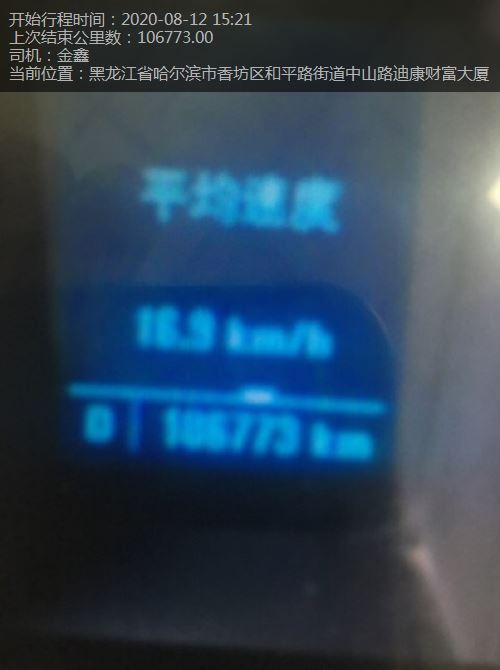 开始行程时间：2020-08-12 15:21
上次结束公里数：106773.00
司机：金鑫
当前位置：黑龙江省哈尔滨市香坊区和平路街道中山路迪康财富大厦
平均速度
16.9 km/h
D 106773 km